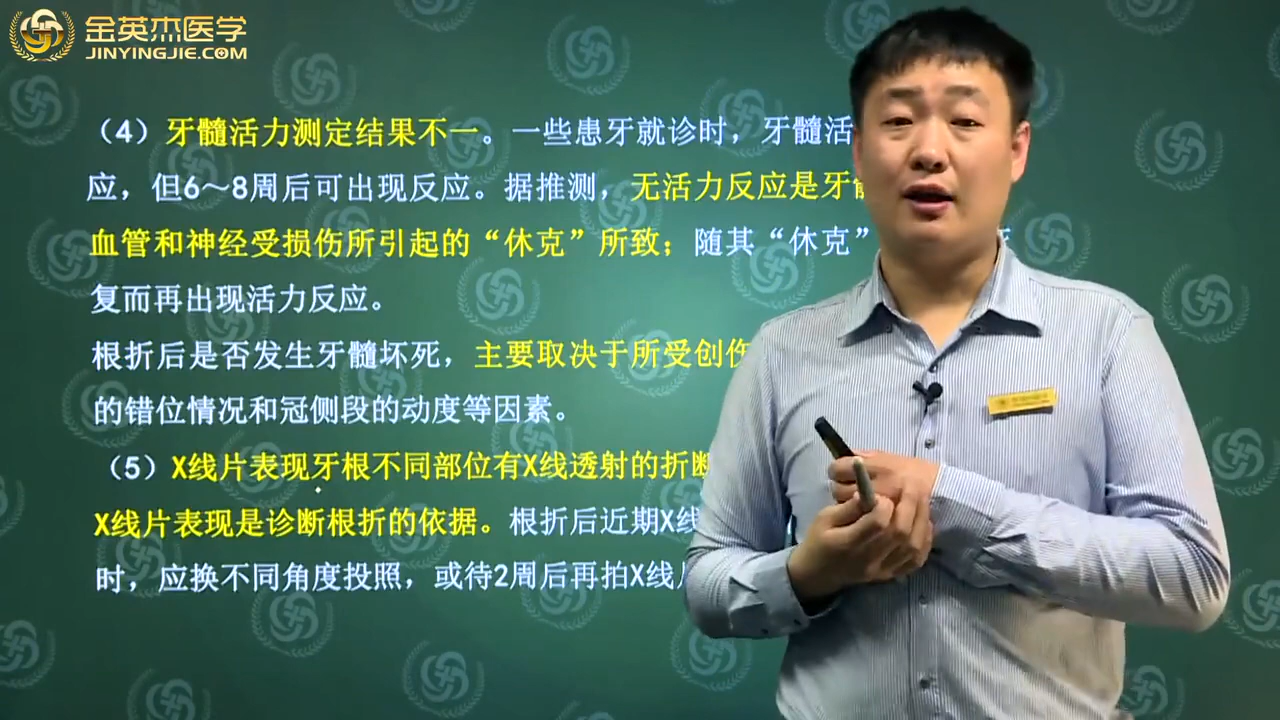 金英杰医学
JINYINGJIE.COM
（4）牙髓活力测定结果不一。一些患牙就诊时，牙髓活
应，但6～8周后可出现反应。据推测，无活力反应是牙
血管和神经受损伤所引起的“休克”所致；随其“休克”
复而再出现活力反应。
根折后是否发生牙髓坏死，主要取决于所受创伤
的错位情况和冠侧段的动度等因素。
（5）X线片表现牙根不同部位有X线透射的折断
X线片表现是诊断根折的依据。根折后近期X线
时，应换不同角度投照，或待2周后再拍X线